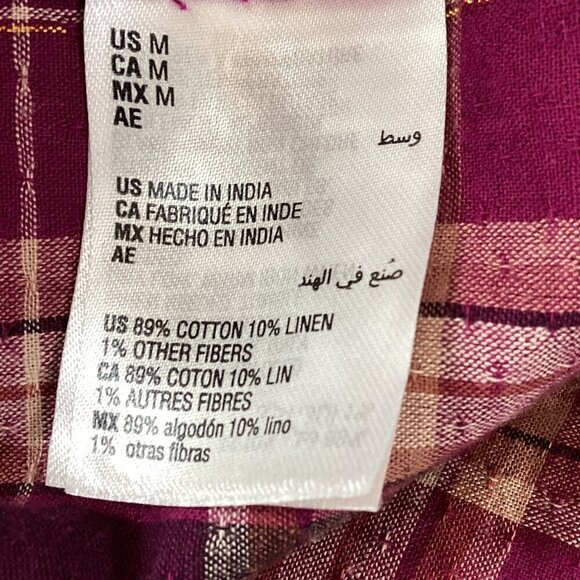 US M
CA M
MX M
AE
وسط
US MADE IN INDIA
CA FABRIQUÉ EN INDE
MX HECHO EN INDIA
AE
صُنع في الهند
US 89% COTTON 10% LINEN
1% OTHER FIBERS
CA 89% COTON 10% LIN
1% AUTRES FIBRES
MX 89% algodón 10% lino
1% otras fibras